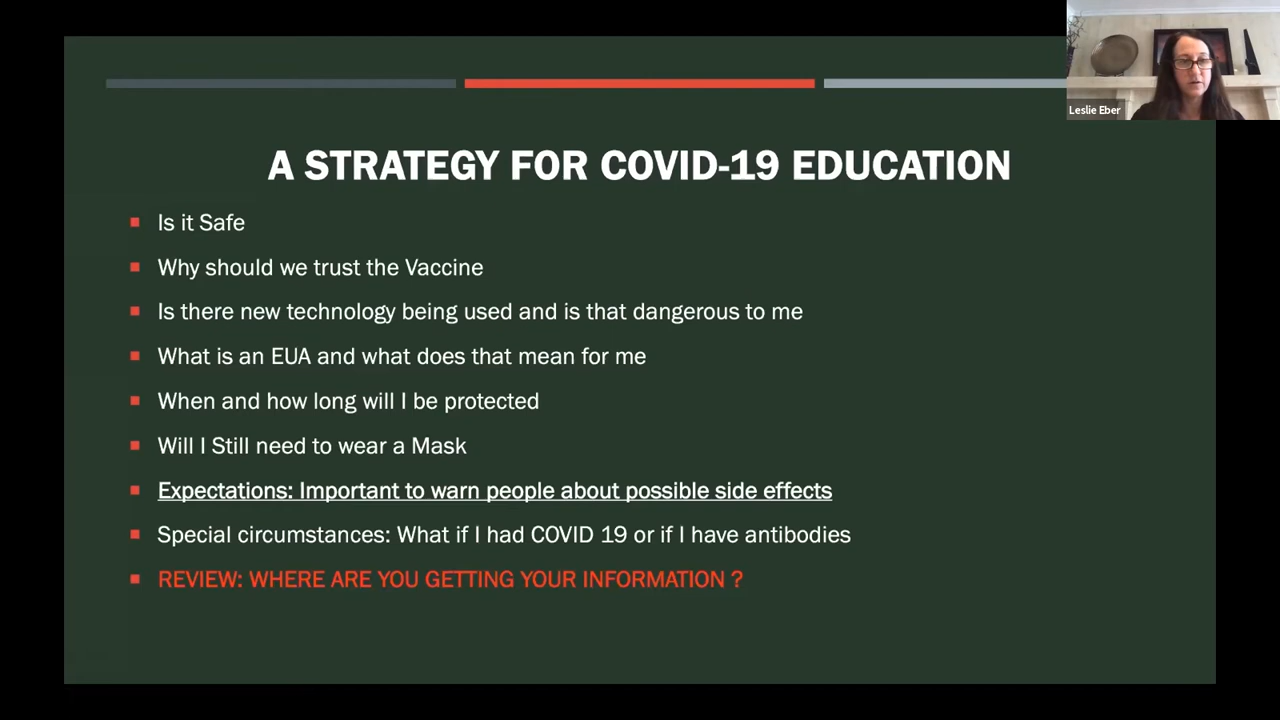 Leslie Eber
A STRATEGY FOR COVID-19 EDUCATION
Is it Safe
Why should we trust the Vaccine
Is there new technology being used and is that dangerous to me
What is an EUA and what does that mean for me
When and how long will I be protected
Will I Still need to wear a Mask
Expectations: Important to warn people about possible side effects
Special circumstances: What if I had COVID 19 or if I have antibodies
REVIEW: WHERE ARE YOU GETTING YOUR INFORMATION ?